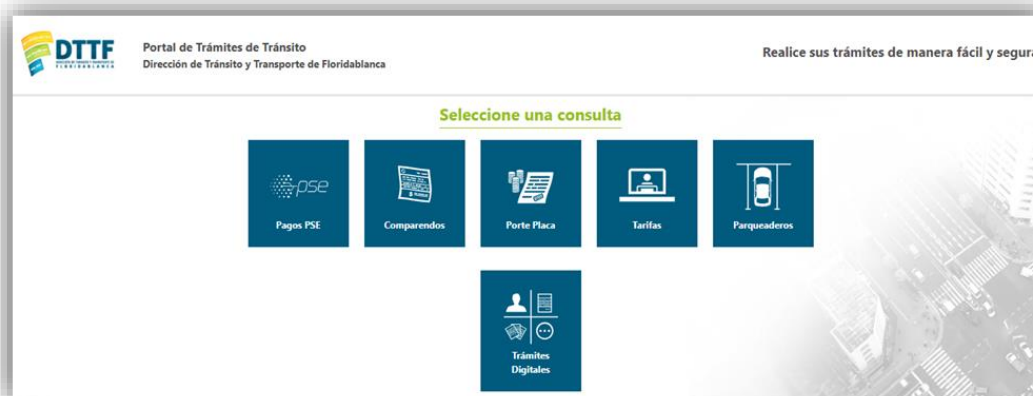 DTTF
FLORIDABLANCA
Portal de Trámites de Tránsito
Dirección de Tránsito y Transporte de Floridablanca
Realice sus trámites de manera fácil y segura
Seleccione una consulta
pse
Pagos PSE
Comparendos
Porte Placa
Tarifas
Parqueaderos
Trámites
Digitales